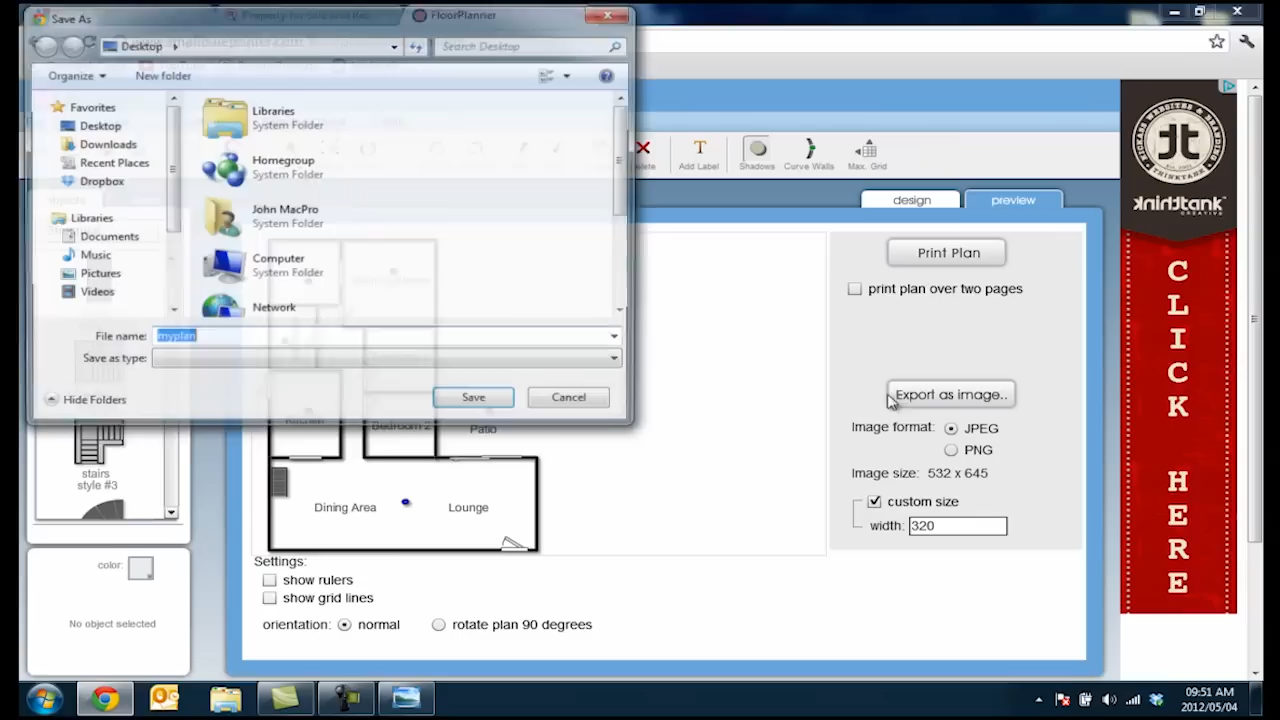 Save As
FloorPlanner
Desktop
Search Desktop
Organize
New folder
Favorites
Desktop
Downloads
Recent Places
Dropbox
Libraries
Documents
Music
Pictures
Videos
Libraries
System Folder
Homegroup
System Folder
John MacPro
System Folder
Computer
System Folder
Network
File name: myplan
Save as type:
Hide Folders
Save
Cancel
Add Label
Shadows
Curve Walls
Max. Grid
design
preview
Print Plan
print plan over two pages
Export as image..
Image format:
JPEG
PNG
Image size: 532 x 645
custom size
width: 320
Bedroom 2
Patio
Dining Area
Lounge
stairs
style #3
color:
No object selected
Settings:
show rulers
show grid lines
orientation:
normal
rotate plan 90 degrees
CLICK HERE
09:51 AM
2012/05/04